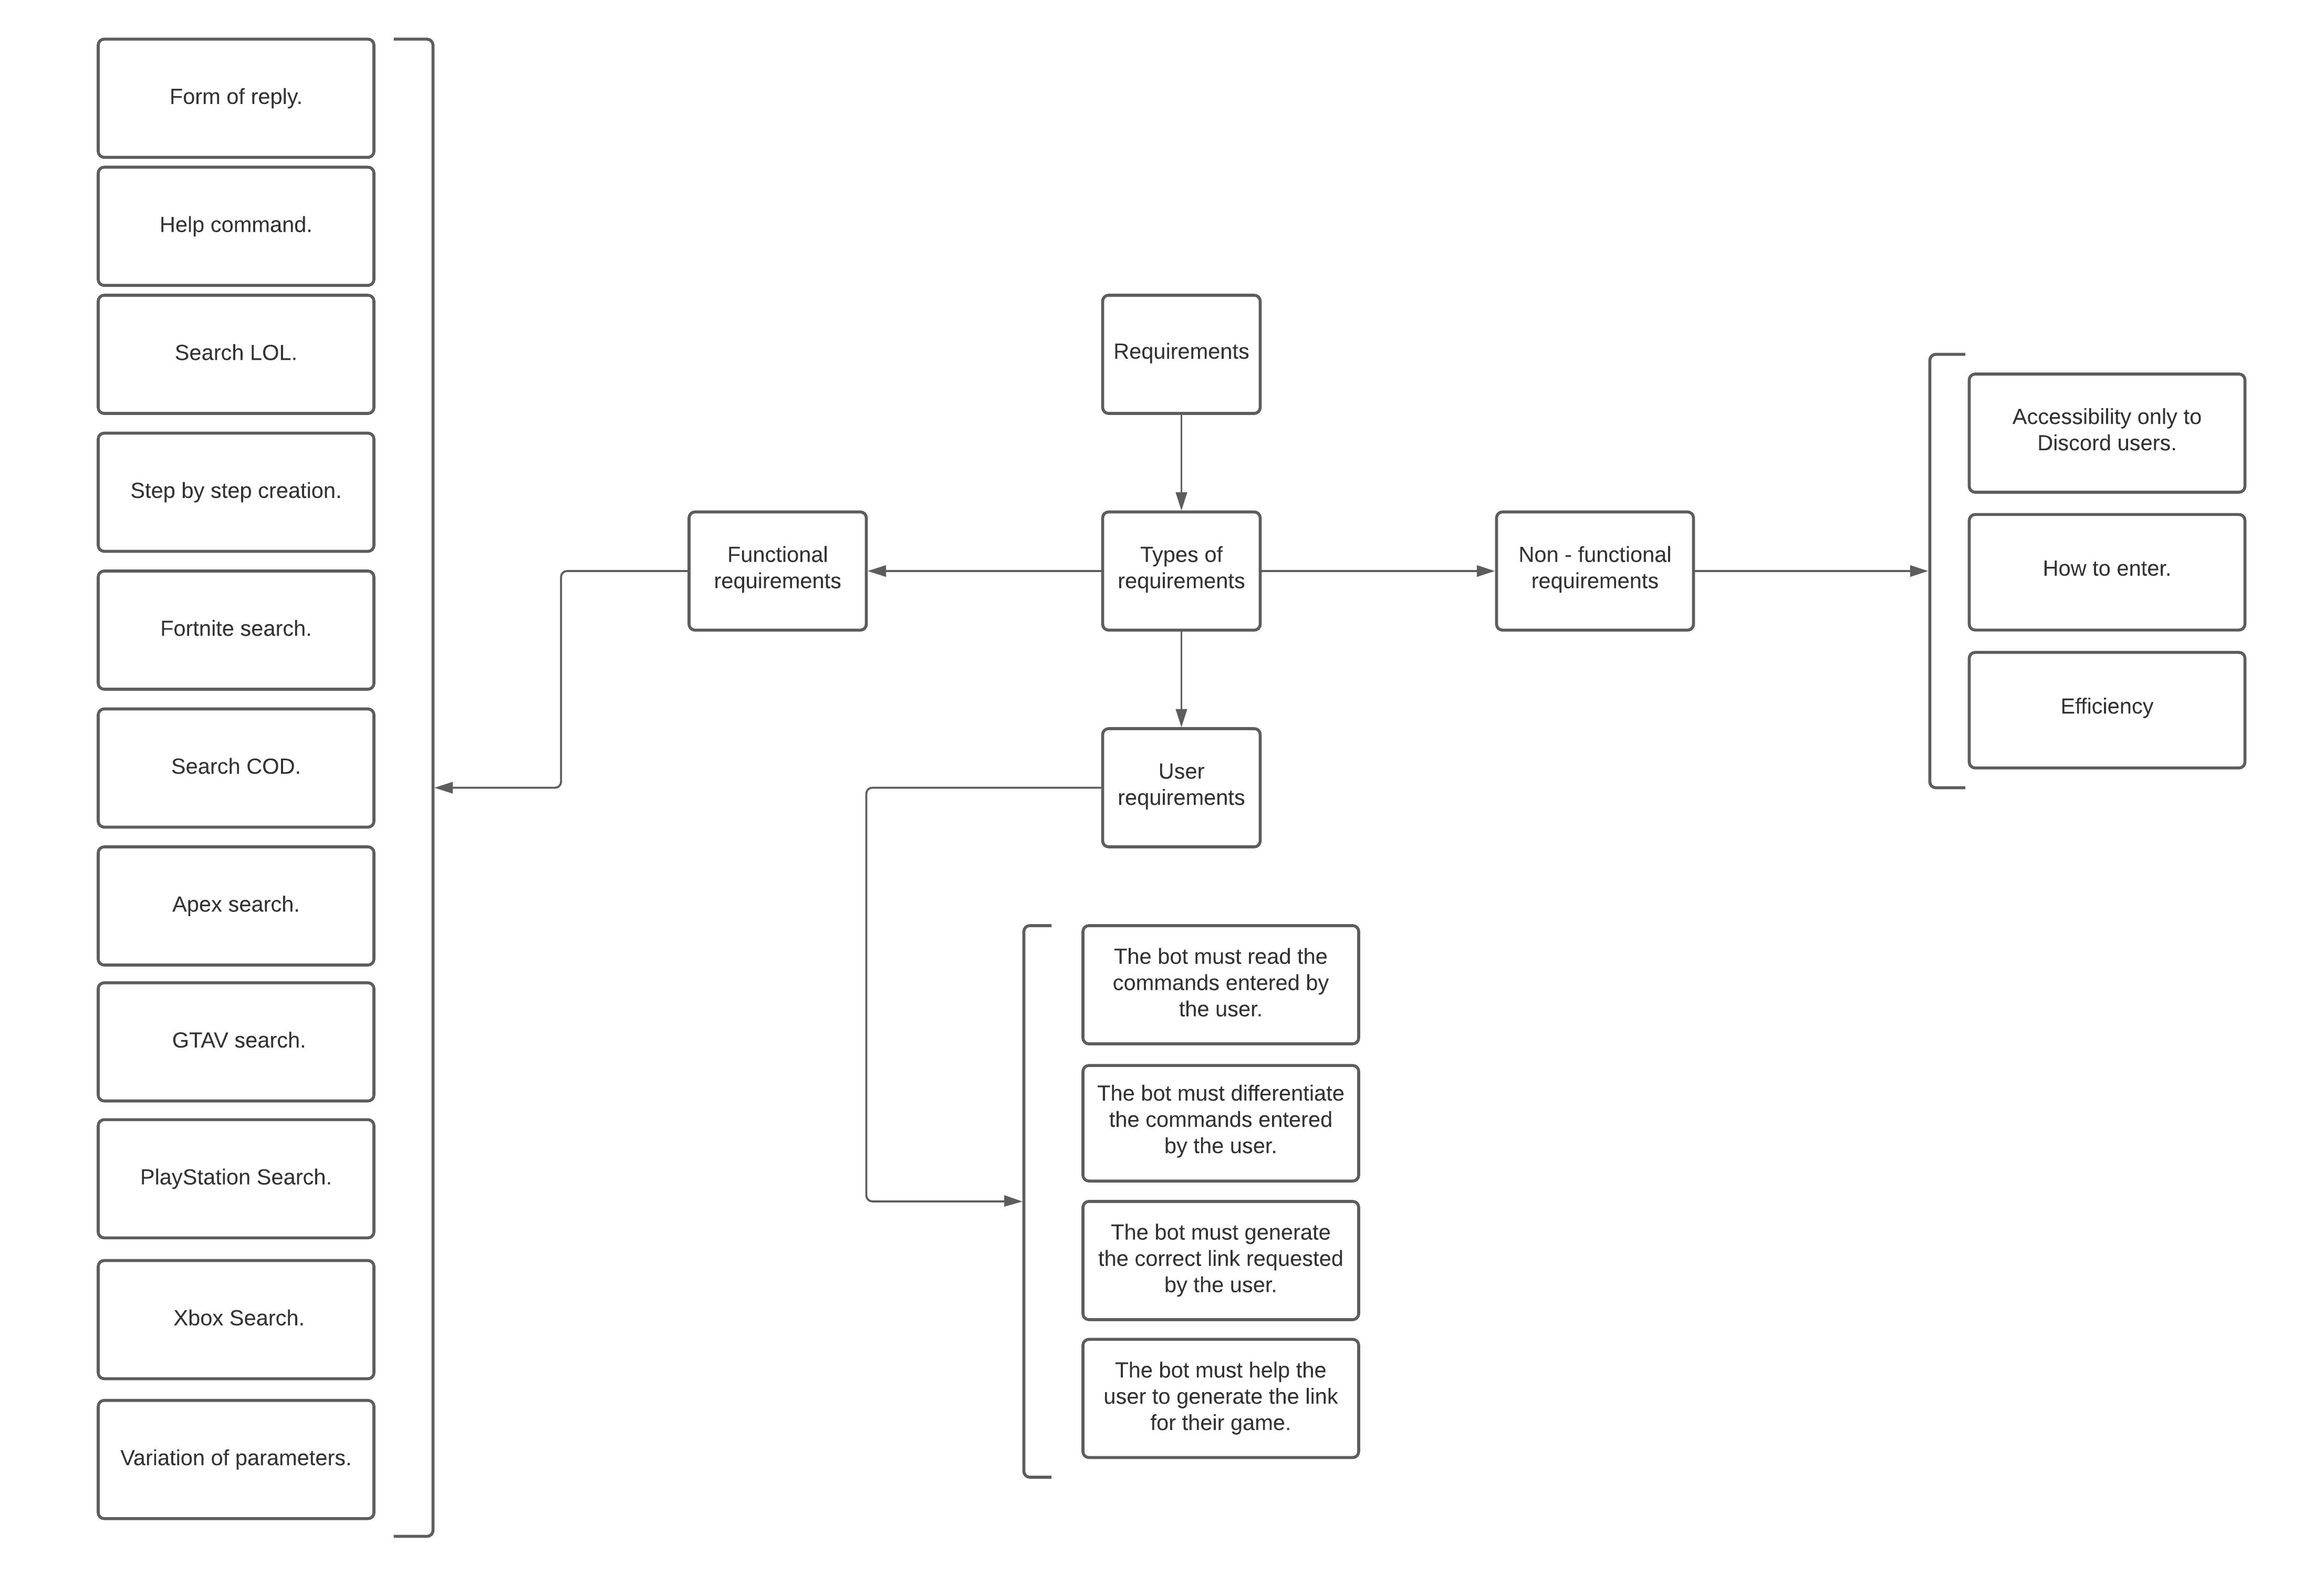 Form of reply.
Help command.
Search LOL.
Step by step creation.
Fortnite search.
Search COD.
Apex search.
GTAV search.
PlayStation Search.
Xbox Search.
Variation of parameters.
Functional
requirements
Requirements
Types of
requirements
User
requirements
The bot must read the
commands entered by
the user.
The bot must differentiate
the commands entered
by the user.
The bot must generate
the correct link requested
by the user.
The bot must help the
user to generate the link
for their game.
Non - functional
requirements
Accessibility only to
Discord users.
How to enter.
Efficiency